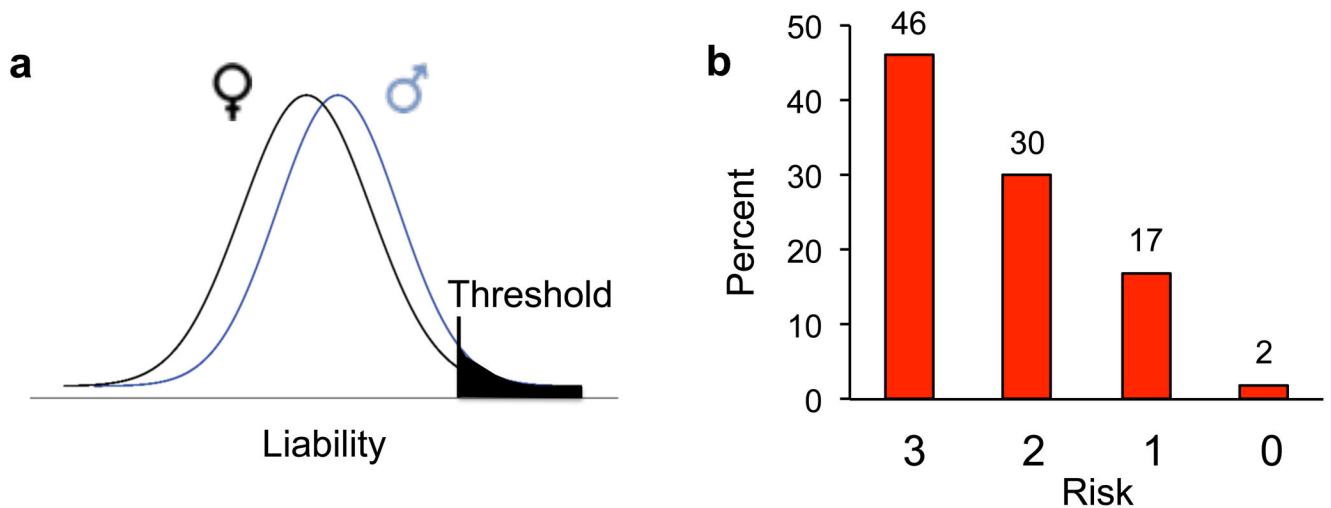 a
♀
♂
Threshold
Liability
b
Percent
50
40
30
20
10
0
46
30
17
2
3 2 1 0
Risk